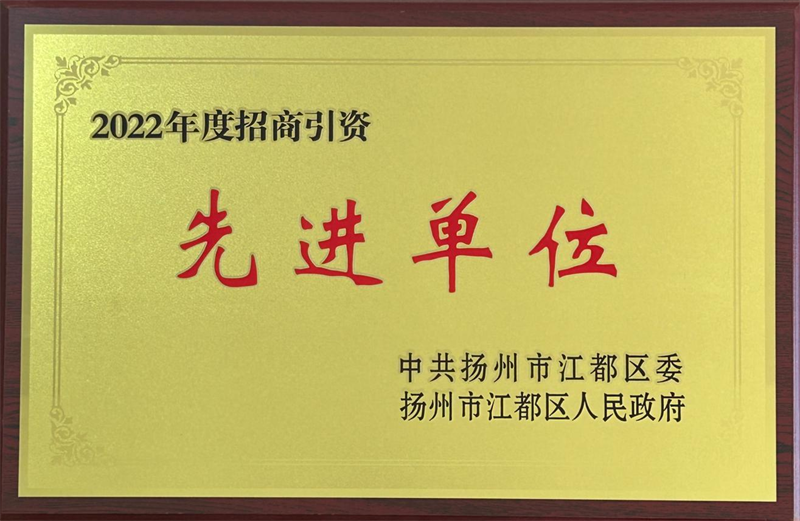 2022年度招商引资
先进单位
中共扬州市江都区委
扬州市江都区人民政府